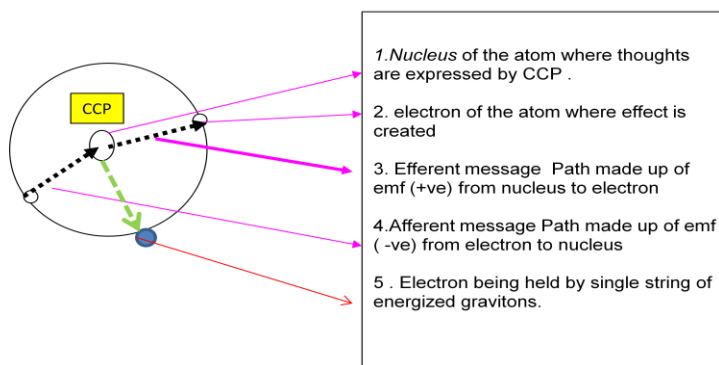 CCP
1.Nucleus of the atom where thoughts
are expressed by CCP .
2. electron of the atom where effect is
created
3. Efferent message Path made up of
emf (+ve) from nucleus to electron
4.Afferent message Path made up of emf
( -ve) from electron to nucleus
5 . Electron being held by single string of
energized gravitons.